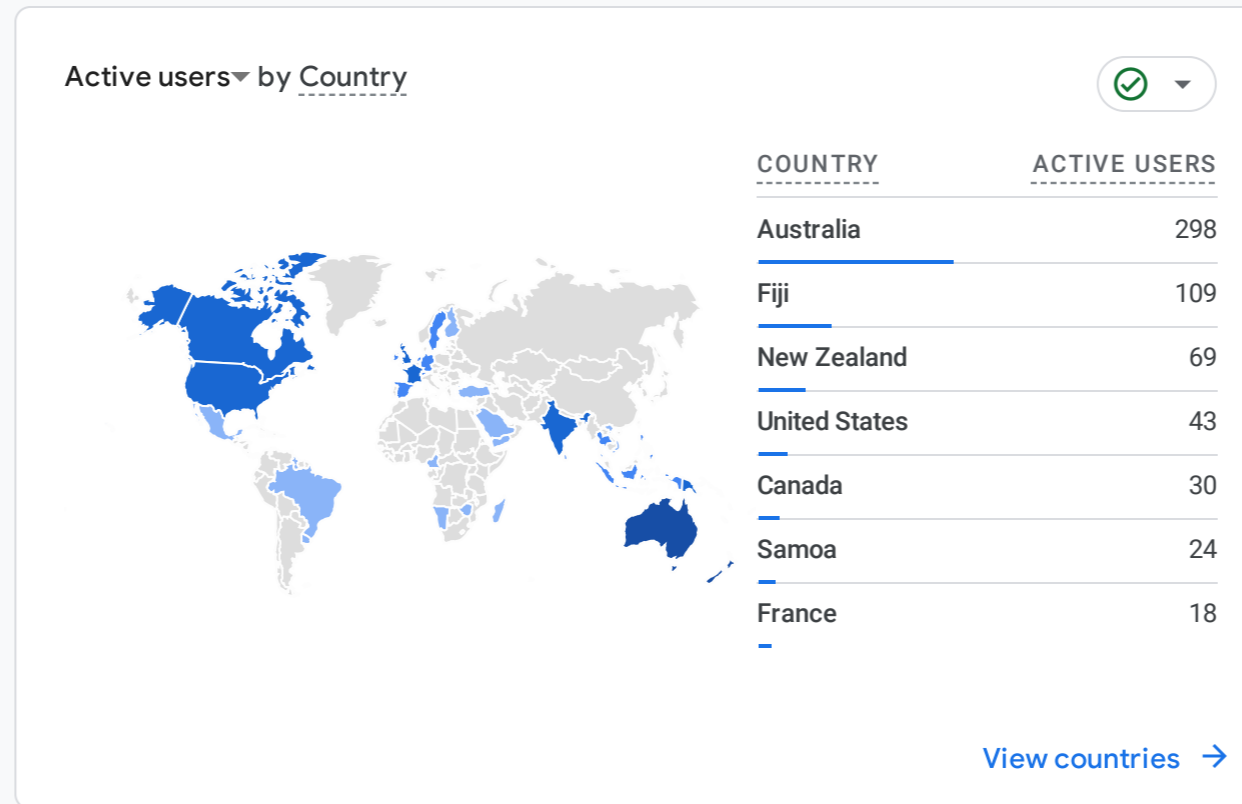 Active users by Country
COUNTRY ACTIVE USERS
Australia 298
Fiji 109
New Zealand 69
United States 43
Canada 30
Samoa 24
France 18
View countries →